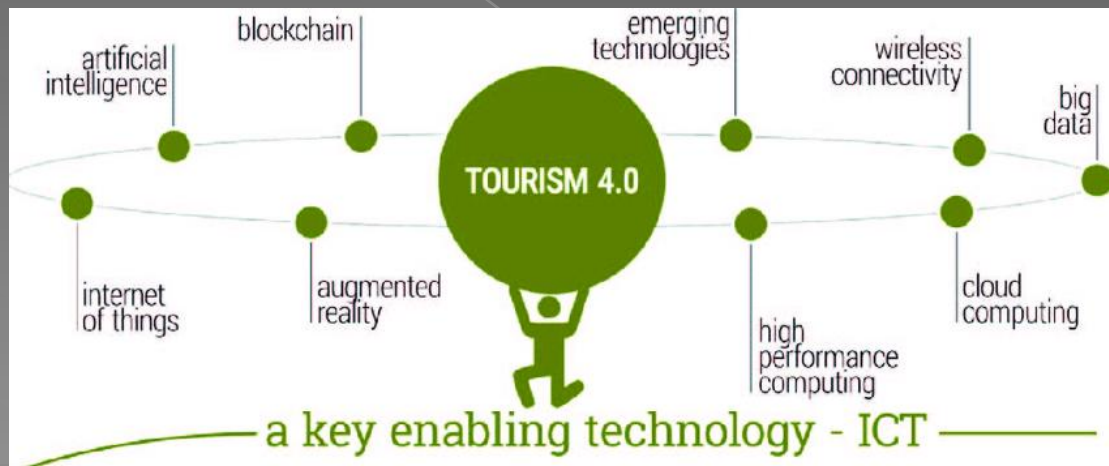 artificial
intelligence
blockchain
emerging
technologies
wireless
connectivity
big
data
TOURISM 4.0
internet
of things
augmented
reality
high
performance
computing
cloud
computing
a key enabling technology - ICT